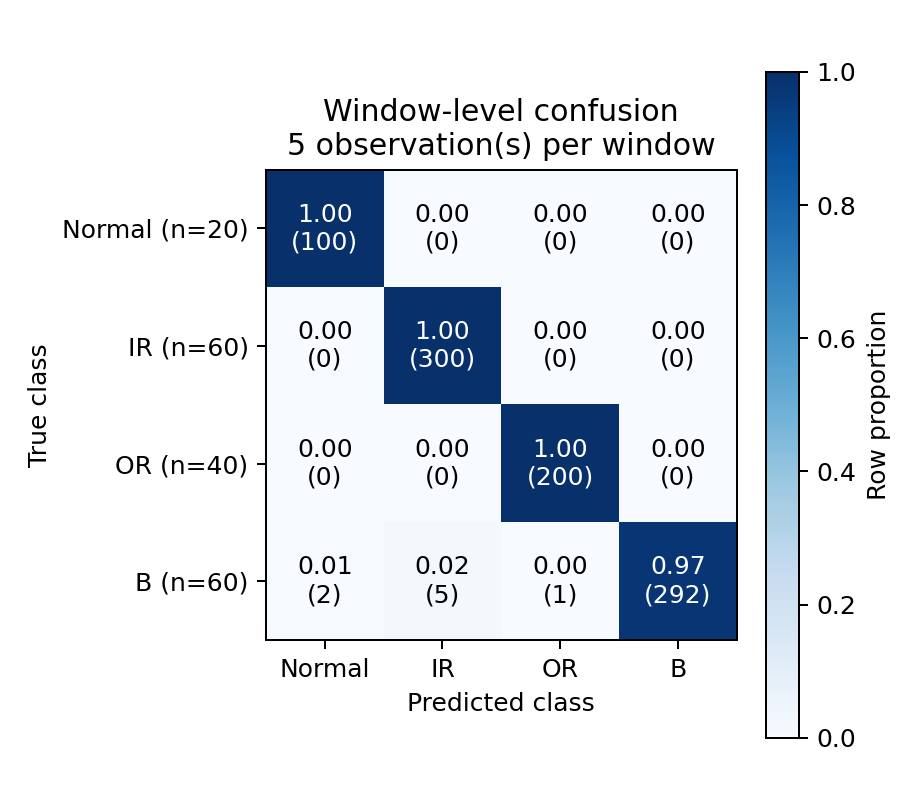 Window-level confusion
5 observation(s) per window
Normal (n=20)
1.00
(100)
0.00
(0)
0.00
(0)
0.00
(0)
IR (n=60)
0.00
(0)
1.00
(300)
0.00
(0)
0.00
(0)
OR (n=40)
0.00
(0)
0.00
(0)
1.00
(200)
0.00
(0)
B (n=60)
0.01
(2)
0.02
(5)
0.00
(1)
0.97
(292)
Normal
IR
OR
B
Predicted class
True class
1.0
0.8
0.6
0.4
0.2
0.0
Row proportion